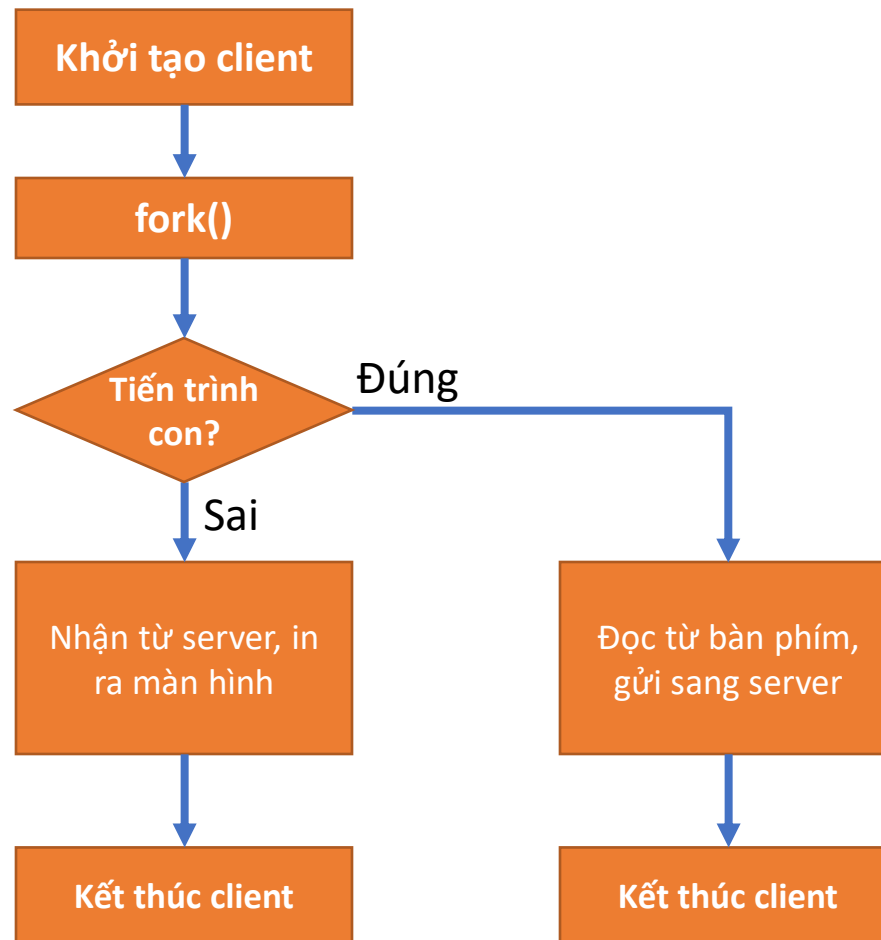 Khởi tạo client
fork()
Tiến trình
con?
Đúng
Sai
Nhận từ server, in
ra màn hình
Đọc từ bàn phím,
gửi sang server
Kết thúc client
Kết thúc client